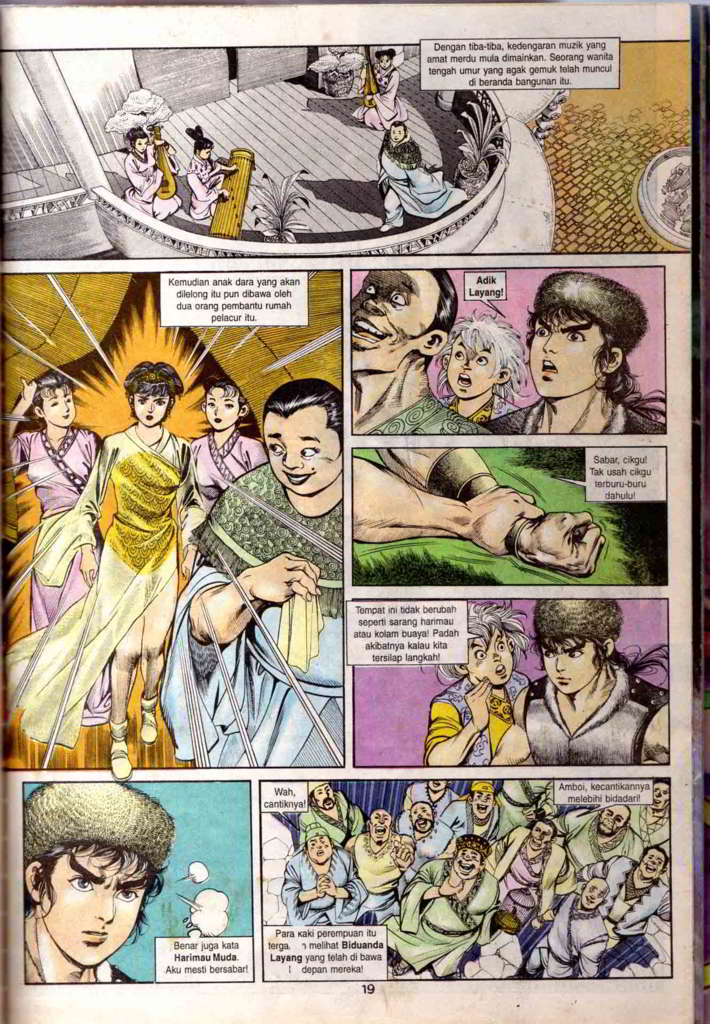 Dengan tiba-tiba, kedengaran muzik yang
amat merdu mula dimainkan. Seorang wanita
tengah umur yang agak gemuk telah muncul
di beranda bangunan itu.
Kemudian anak dara yang akan
dilelong itu pun dibawa oleh
dua orang pembantu rumah
pelacur itu.
Adik
Layang!
Sabar, cikgu!
Tak usah cikgu
terburu-buru
dahulu!
Tempat ini tidak berubah
seperti sarang harimau
atau kolam buaya! Padah
akibatnya kalau kita
tersilap langkah!
Benar juga kata
Harimau Muda.
Aku mesti bersabar!
Wah,
cantiknya!
Amboi, kecantikannya
melebihi bidadari!
Para kaki perempuan itu
melihat Biduanda
Layang yang telah di bawa
depan mereka!
19